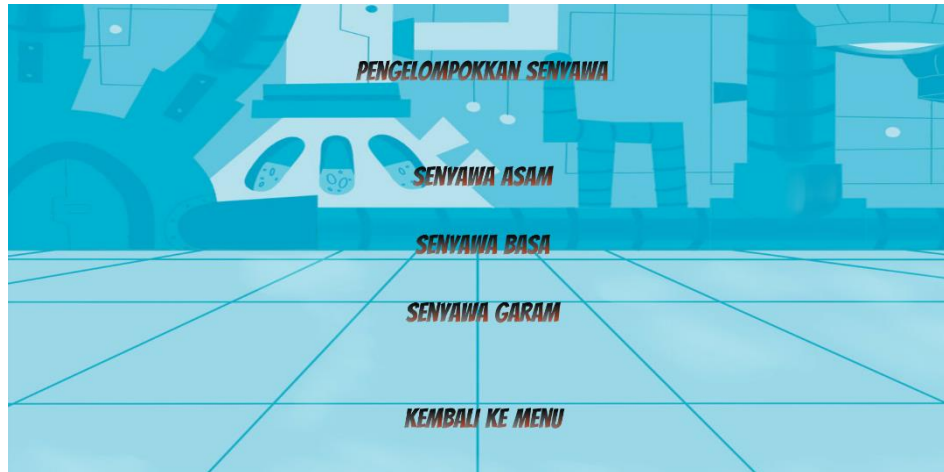 PENGELOMPOKKAN SENYAWA
SENYAWA ASAM
SENYAWA BASA
SENYAWA GARAM
KEMBALI KE MENU